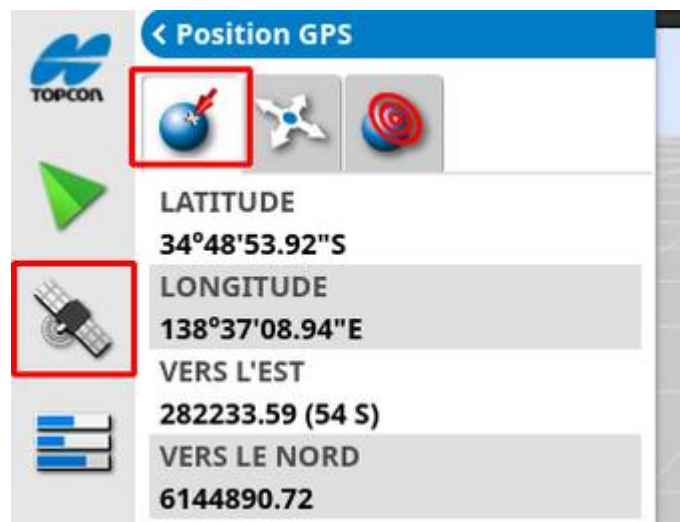 TOPCON
Position GPS
LATITUDE
34°48'53.92"S
LONGITUDE
138°37'08.94"E
VERS L'EST
282233.59 (54 S)
VERS LE NORD
6144890.72